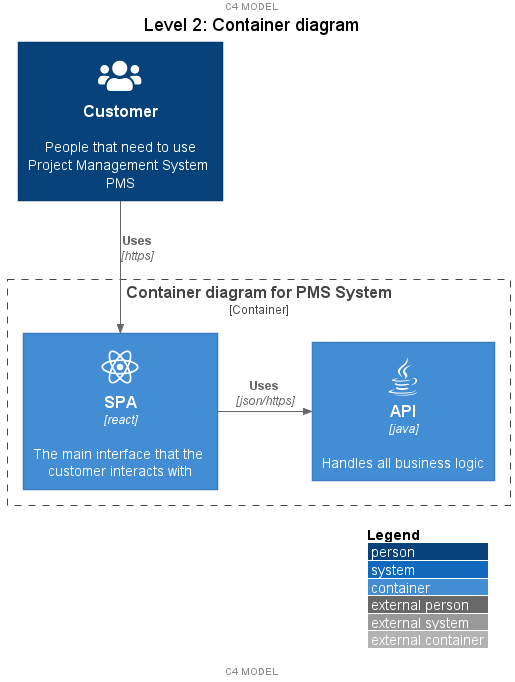 C4 MODEL
Level 2: Container diagram
Customer
People that need to use
Project Management System
PMS
Uses
[https]
Container diagram for PMS System
[Container]
SPA
[react]
The main interface that the
customer interacts with
Uses
[json/https]
API
[java]
Handles all business logic
Legend
person
system
container
external person
external system
external container
C4 MODEL